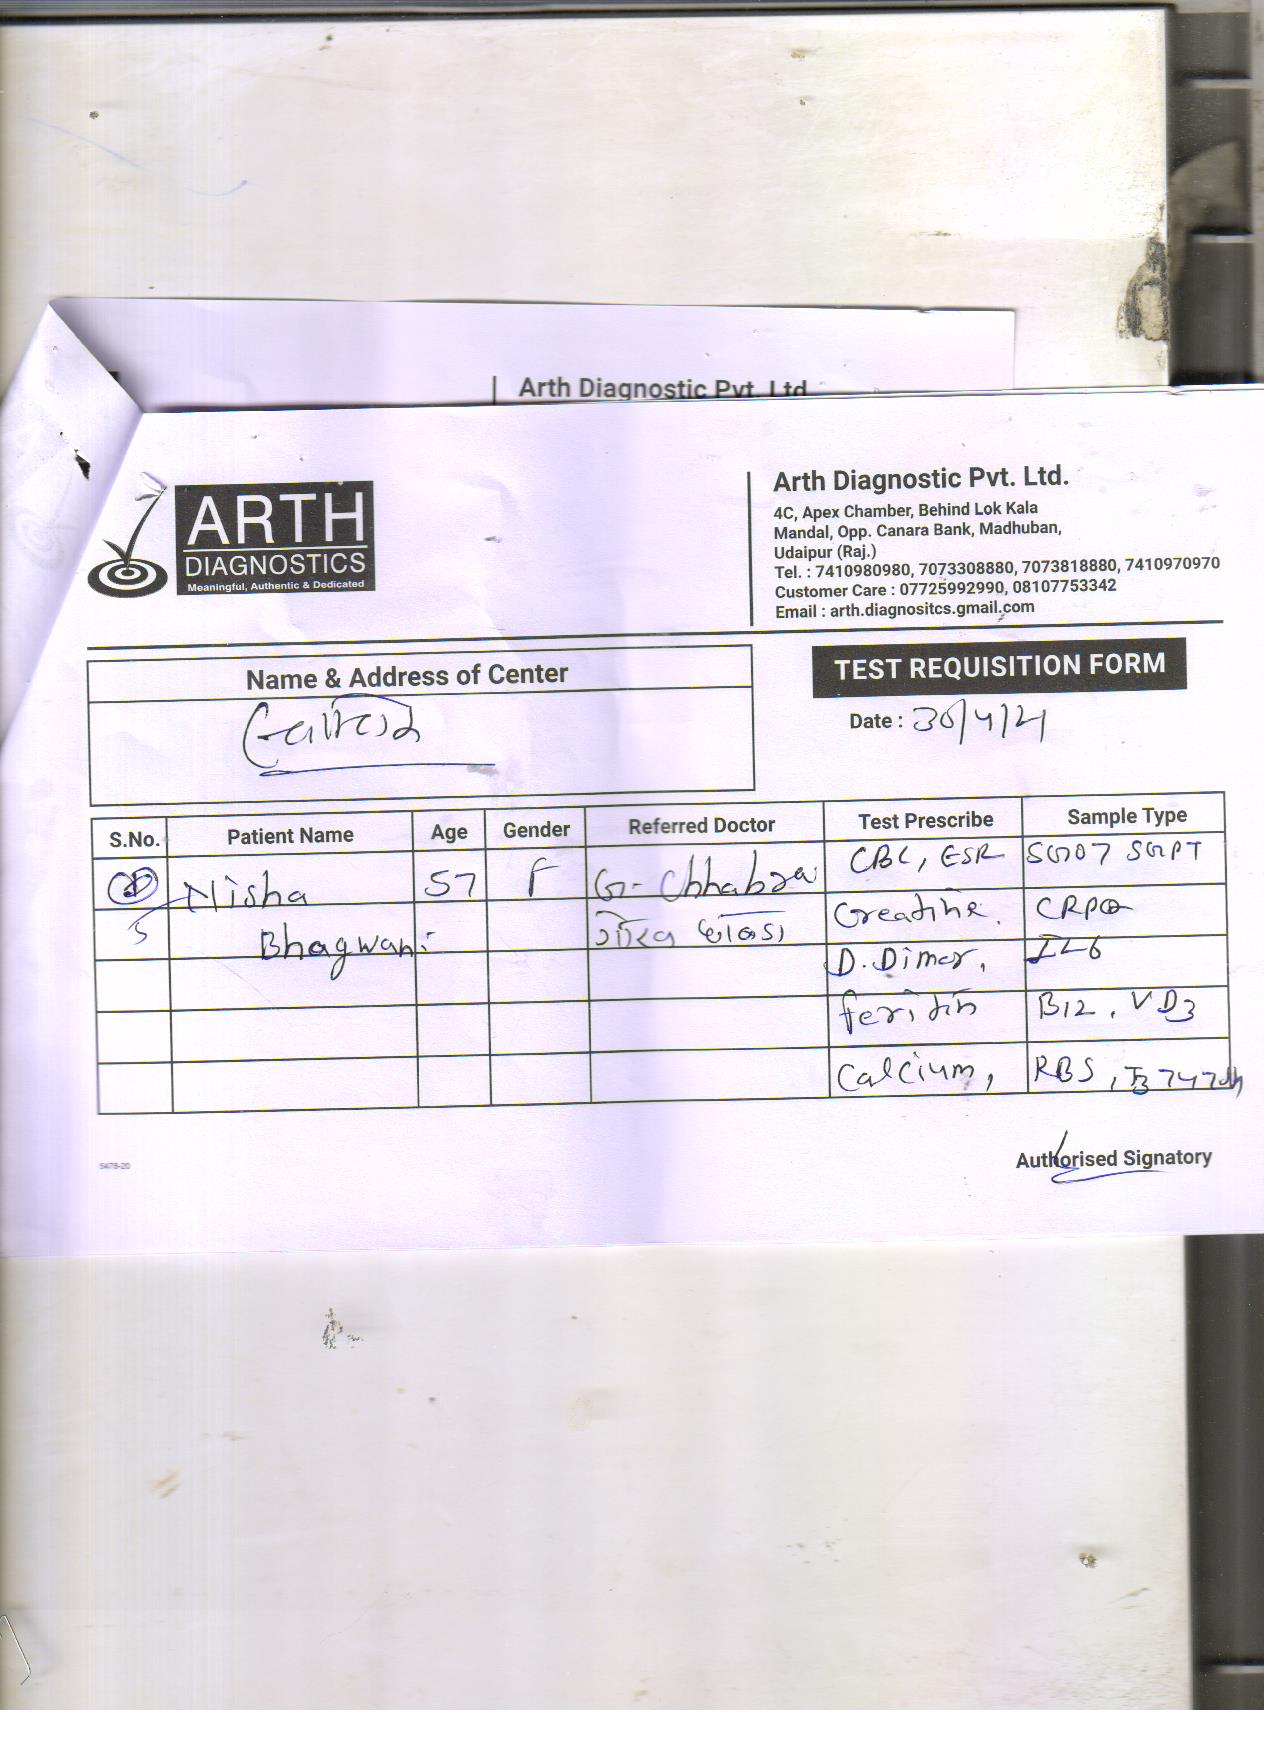 Arth Diagnostic Pvt. Ltd.
ARTH
DIAGNOSTICS
Meaningful, Authentic & Dedicated
Arth Diagnostic Pvt. Ltd.
4C, Apex Chamber, Behind Lok Kala
Mandal, Opp. Canara Bank, Madhuban,
Udaipur (Raj.)
Tel. : 7410980980, 7073308880, 7073818880, 7410970970
Customer Care : 07725992990, 08107753342
Email : arth.diagnositcs.gmail.com
Name & Address of Center
TEST REQUISITION FORM
Date : 30/4/21
S.No. Patient Name Age Gender Referred Doctor Test Prescribe Sample Type
Nisha 57 F Chhabra CBC, ESR SGOT SGPT
5 Bhagwani Creatine. CRP
D. Dimer, IL6
feritin B12, VD3
Calcium, RBS,
Authorised Signatory
5478-20